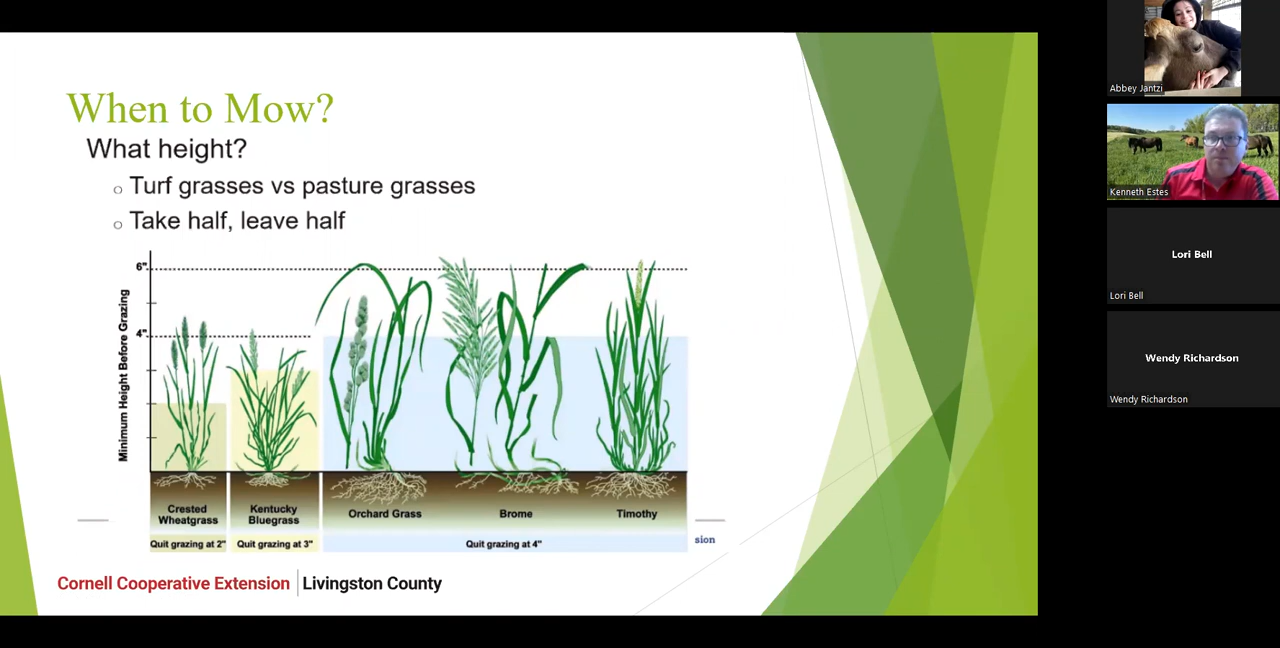 When to Mow?
What height?
o Turf grasses vs pasture grasses
o Take half, leave half
Minimum Height Before Grazing
6"
4"
Crested
Wheatgrass
Kentucky
Bluegrass
Orchard Grass
Brome
Timothy
Quit grazing at 2"
Quit grazing at 3"
Quit grazing at 4"
sion
Cornell Cooperative Extension | Livingston County
Abbey Jantzi
Kenneth Estes
Lori Bell
Lori Bell
Wendy Richardson
Wendy Richardson